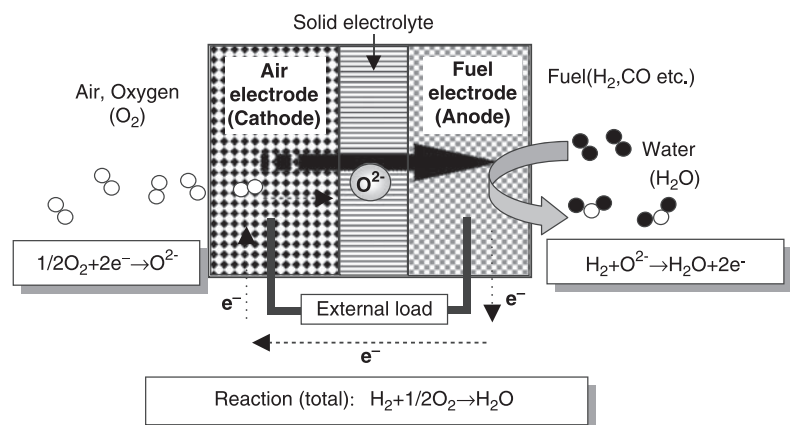 Solid electrolyte
Air, Oxygen
(O₂)
Air
electrode
(Cathode)
Fuel
electrode
(Anode)
Fuel(H₂,CO etc.)
Water
(H₂O)
O²⁻
1/2O₂+2e⁻→O²⁻
H₂+O²⁻→H₂O+2e⁻
e⁻
External load
e⁻
e⁻
Reaction (total): H₂+1/2O₂→H₂O